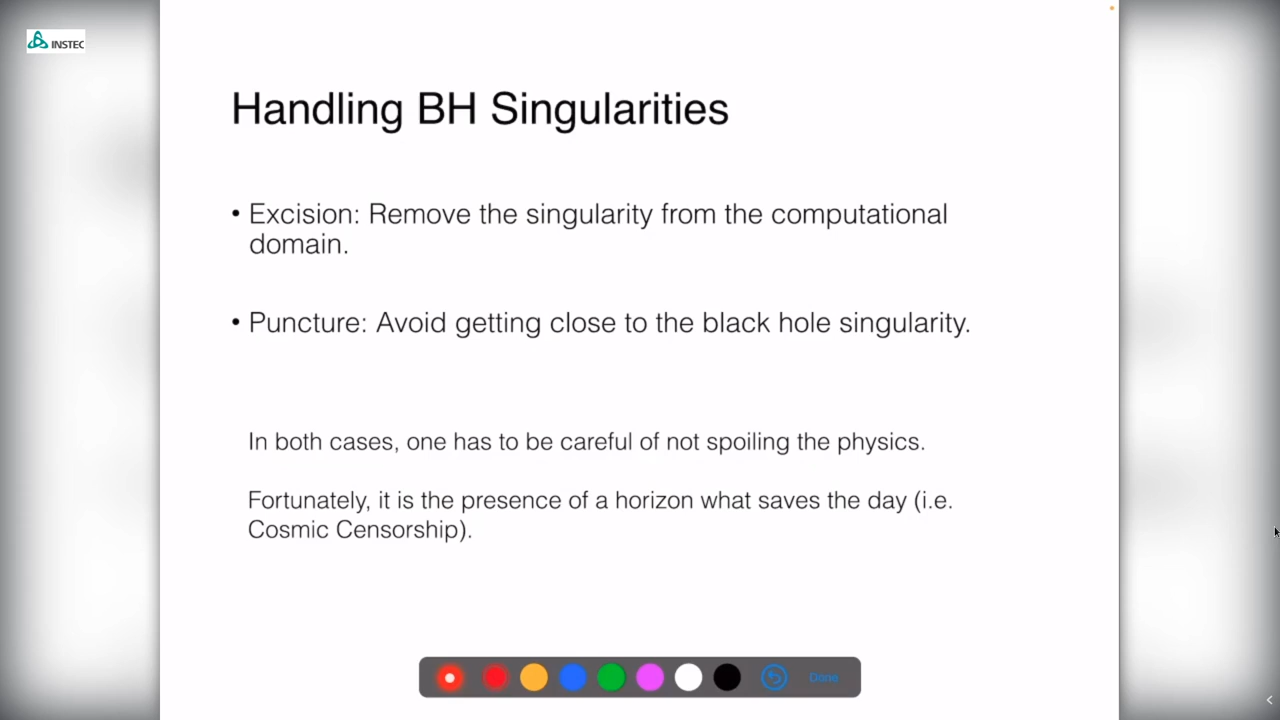 INSTEC
Handling BH Singularities
• Excision: Remove the singularity from the computational
domain.
• Puncture: Avoid getting close to the black hole singularity.
In both cases, one has to be careful of not spoiling the physics.
Fortunately, it is the presence of a horizon what saves the day (i.e.
Cosmic Censorship).
Done